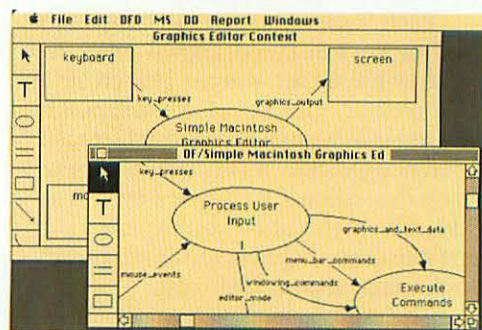 File Edit DFD MS DD Report Windows
Graphics Editor Context
keyboard
screen
key_presses
graphics_output
Simple Macintosh
Graphics Editor
DF/Simple Macintosh Graphics Ed
key_presses
Process User
Input
1
graphics_and_text_data
menu_bar_commands
mouse_events
windowing_commands
editor_mode
Execute
Commands